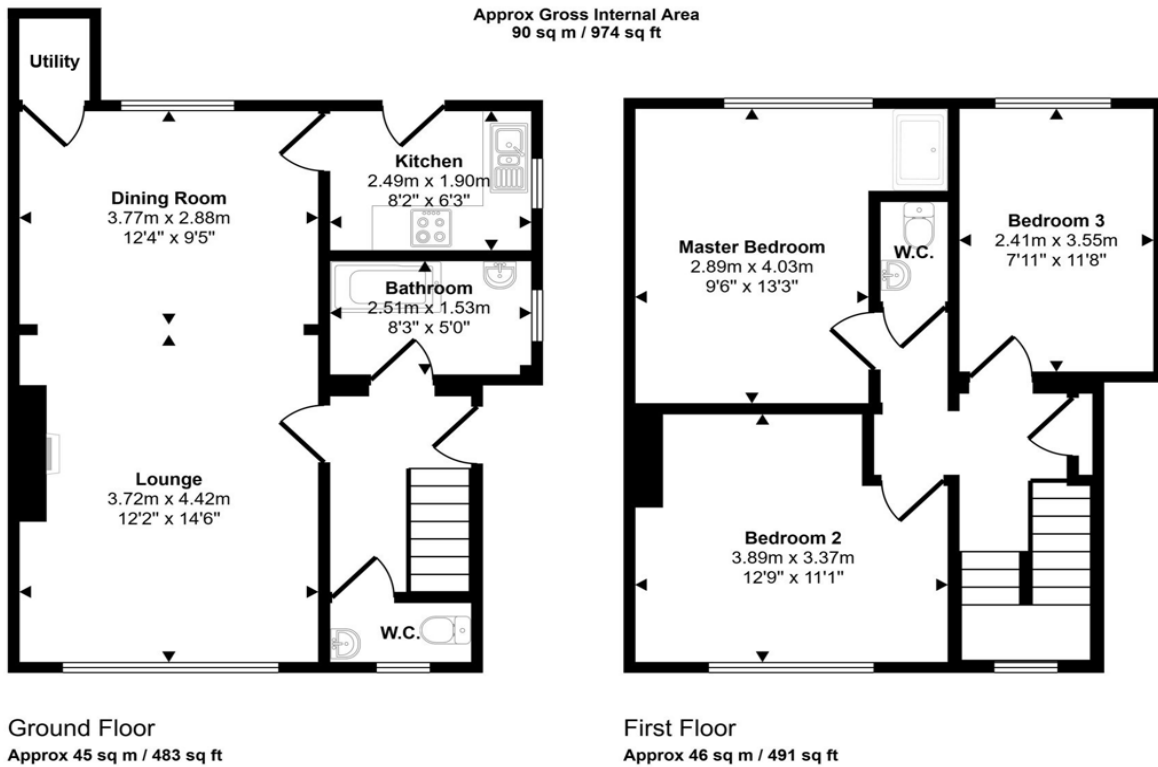 Approx Gross Internal Area
90 sq m / 974 sq ft
Utility
Dining Room
3.77m x 2.88m
12'4" x 9'5"
Kitchen
2.49m x 1.90m
8'2" x 6'3"
Bathroom
2.51m x 1.53m
8'3" x 5'0"
Lounge
3.72m x 4.42m
12'2" x 14'6"
W.C.
Ground Floor
Approx 45 sq m / 483 sq ft
Master Bedroom
2.89m x 4.03m
9'6" x 13'3"
W.C.
Bedroom 3
2.41m x 3.55m
7'11" x 11'8"
Bedroom 2
3.89m x 3.37m
12'9" x 11'1"
First Floor
Approx 46 sq m / 491 sq ft